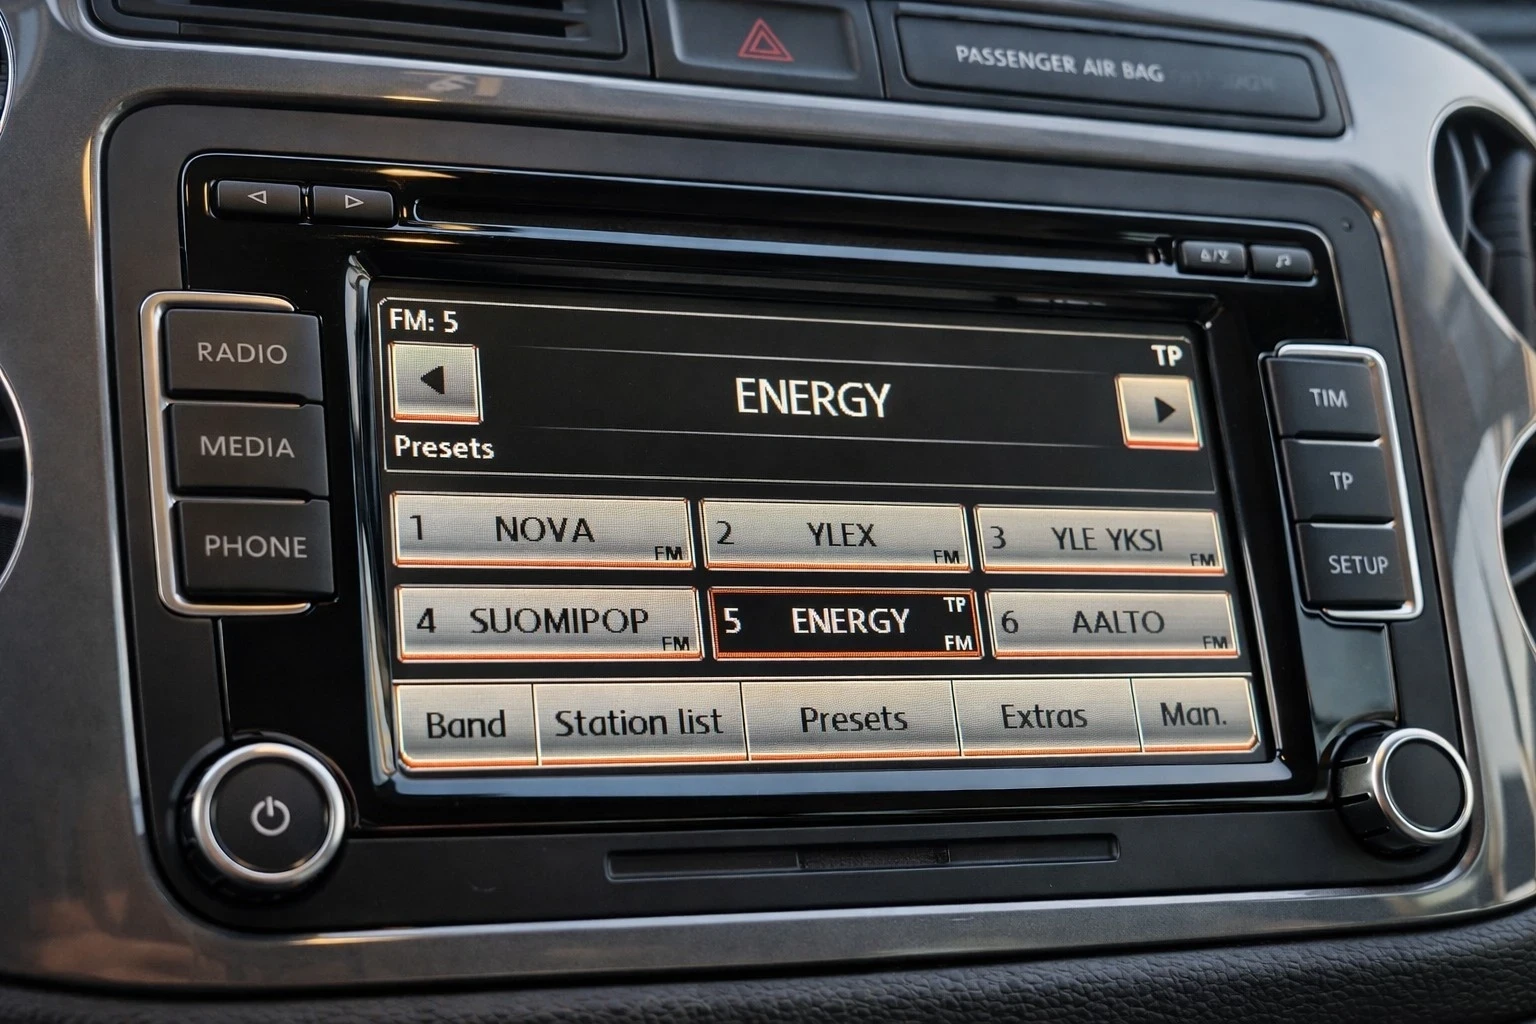 PASSENGER AIR BAG
RADIO
MEDIA
PHONE
FM: 5
TP
ENERGY
Presets
1 NOVA FM
2 YLEX FM
3 YLE YKSI FM
4 SUOMIPOP FM
5 ENERGY TP FM
6 AALTO FM
Band Station list Presets Extras Man.
TIM
TP
SETUP